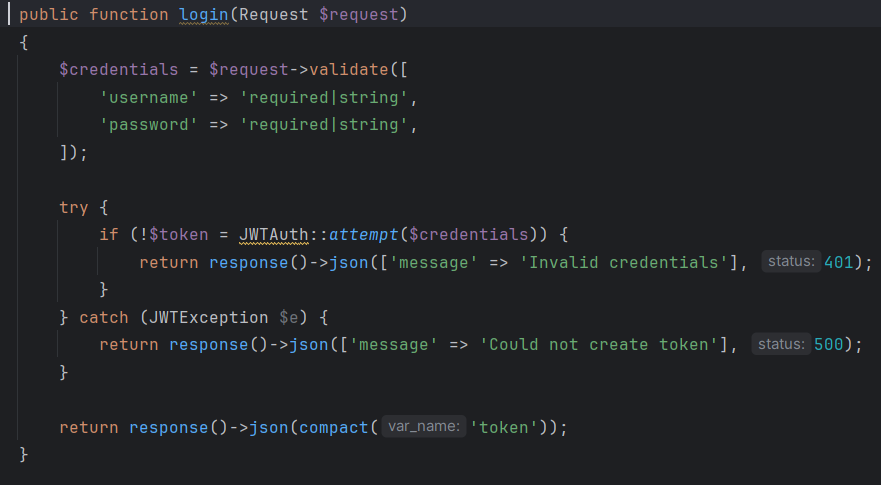 public function login(Request $request)
{
    $credentials = $request->validate([
        'username' => 'required|string',
        'password' => 'required|string',
    ]);

    try {
        if (!$token = JWTAuth::attempt($credentials)) {
            return response()->json(['message' => 'Invalid credentials'], status: 401);
        }
    } catch (JWTException $e) {
        return response()->json(['message' => 'Could not create token'], status: 500);
    }

    return response()->json(compact( var_name: 'token'));
}